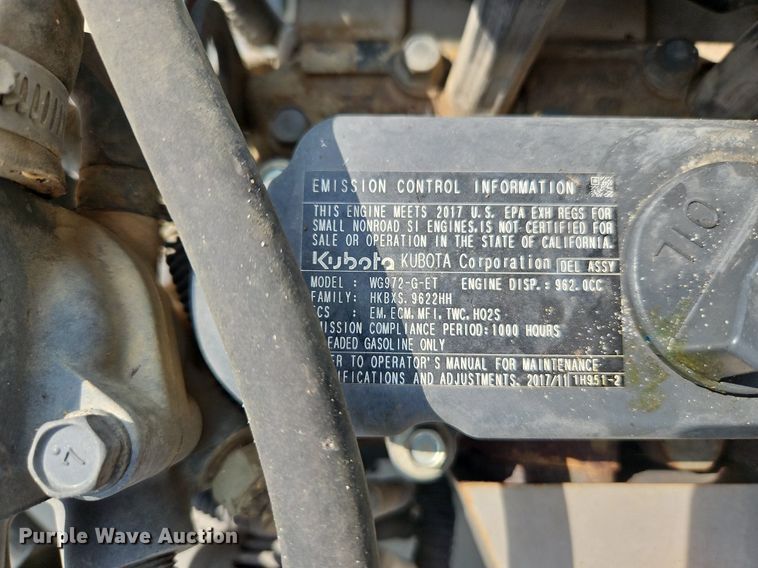 EMISSION CONTROL INFORMATION
THIS ENGINE MEETS 2017 U.S. EPA EXH REGS FOR
SMALL NONROAD SI ENGINES, IS NOT CERTIFIED FOR
SALE OR OPERATION IN THE STATE OF CALIFORNIA.
Kubota KUBOTA Corporation DEL ASSY
MODEL : WG972-G-ET ENGINE DISP.: 962.0CC
FAMILY: HKBXS.9622HH
CS : EM, ECM, MFI, TWC, HO2S
ISSION COMPLIANCE PERIOD: 1000 HOURS
EADED GASOLINE ONLY
ER TO OPERATOR'S MANUAL FOR MAINTENANCE
IFICATIONS AND ADJUSTMENTS. 2017/11 1H951-2
OIL
7
Purple Wave Auction